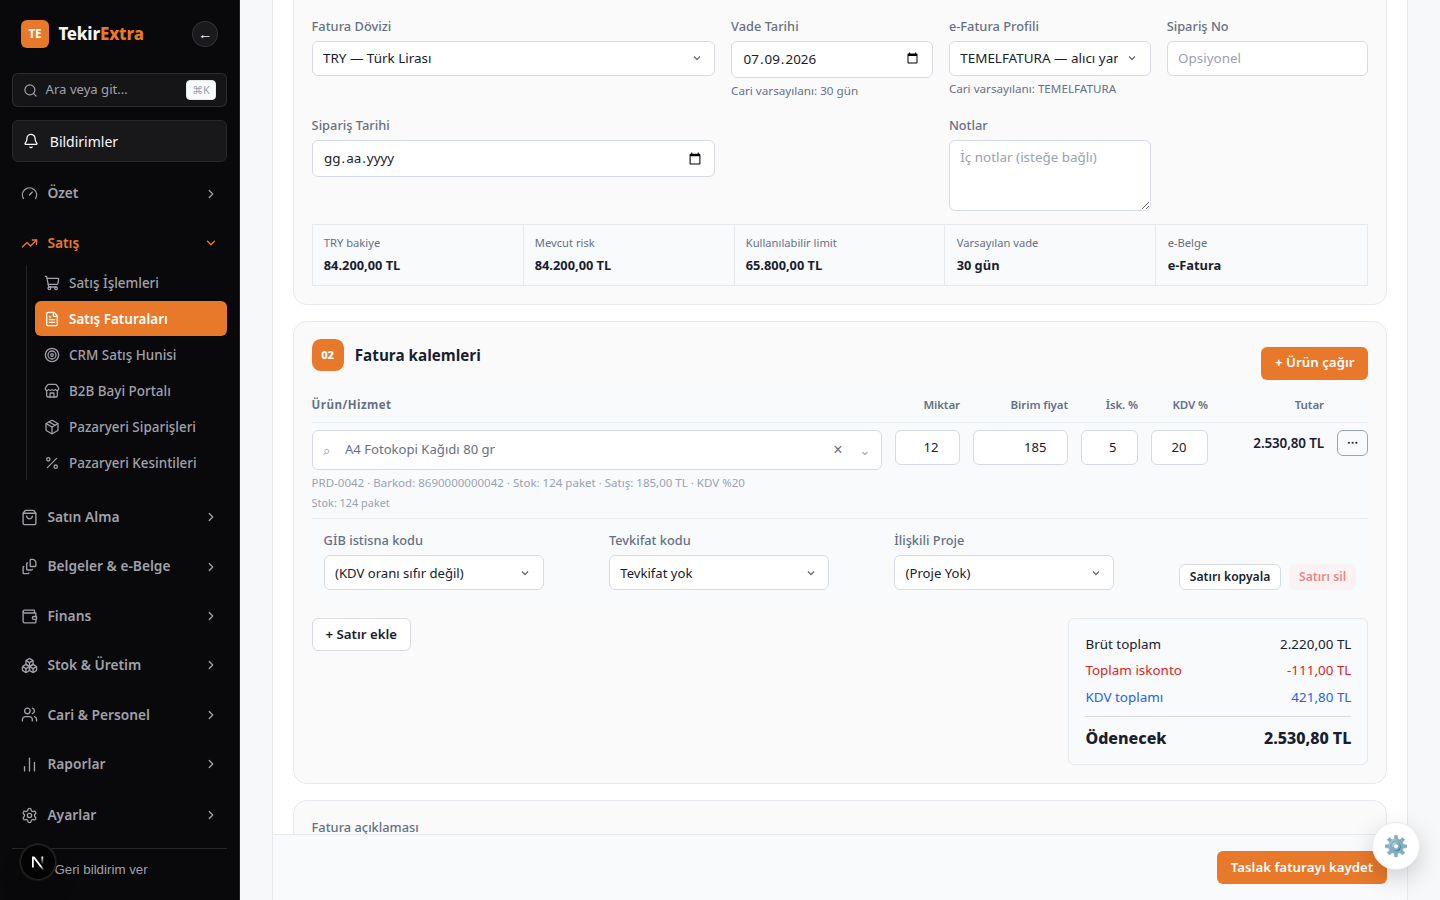 TE
TekirExtra
←
Ara veya git...
⌘K
Bildirimler
Özet
Satış
Satış İşlemleri
Satış Faturaları
CRM Satış Hunisi
B2B Bayi Portalı
Pazaryeri Siparişleri
Pazaryeri Kesintileri
Satın Alma
Belgeler & e-Belge
Finans
Stok & Üretim
Cari & Personel
Raporlar
Ayarlar
N
Geri bildirim ver
Fatura Dövizi
Vade Tarihi
e-Fatura Profili
Sipariş No
TRY — Türk Lirası
07.09.2026
TEMELFATURA — alıcı yar
Opsiyonel
Cari varsayılanı: 30 gün
Cari varsayılanı: TEMELFATURA
Sipariş Tarihi
Notlar
gg.aa.yyyy
İç notlar (isteğe bağlı)
TRY bakiye
84.200,00 TL
Mevcut risk
84.200,00 TL
Kullanılabilir limit
65.800,00 TL
Varsayılan vade
30 gün
e-Belge
e-Fatura
02
Fatura kalemleri
+ Ürün çağır
Ürün/Hizmet
Miktar
Birim fiyat
İsk. %
KDV %
Tutar
A4 Fotokopi Kağıdı 80 gr
×
12
185
5
20
2.530,80 TL
...
PRD-0042 · Barkod: 8690000000042 · Stok: 124 paket · Satış: 185,00 TL · KDV %20
Stok: 124 paket
GİB istisna kodu
Tevkifat kodu
İlişkili Proje
(KDV oranı sıfır değil)
Tevkifat yok
(Proje Yok)
Satırı kopyala
Satırı sil
+ Satır ekle
Brüt toplam
2.220,00 TL
Toplam iskonto
-111,00 TL
KDV toplamı
421,80 TL
Ödenecek
2.530,80 TL
Fatura açıklaması
Taslak faturayı kaydet